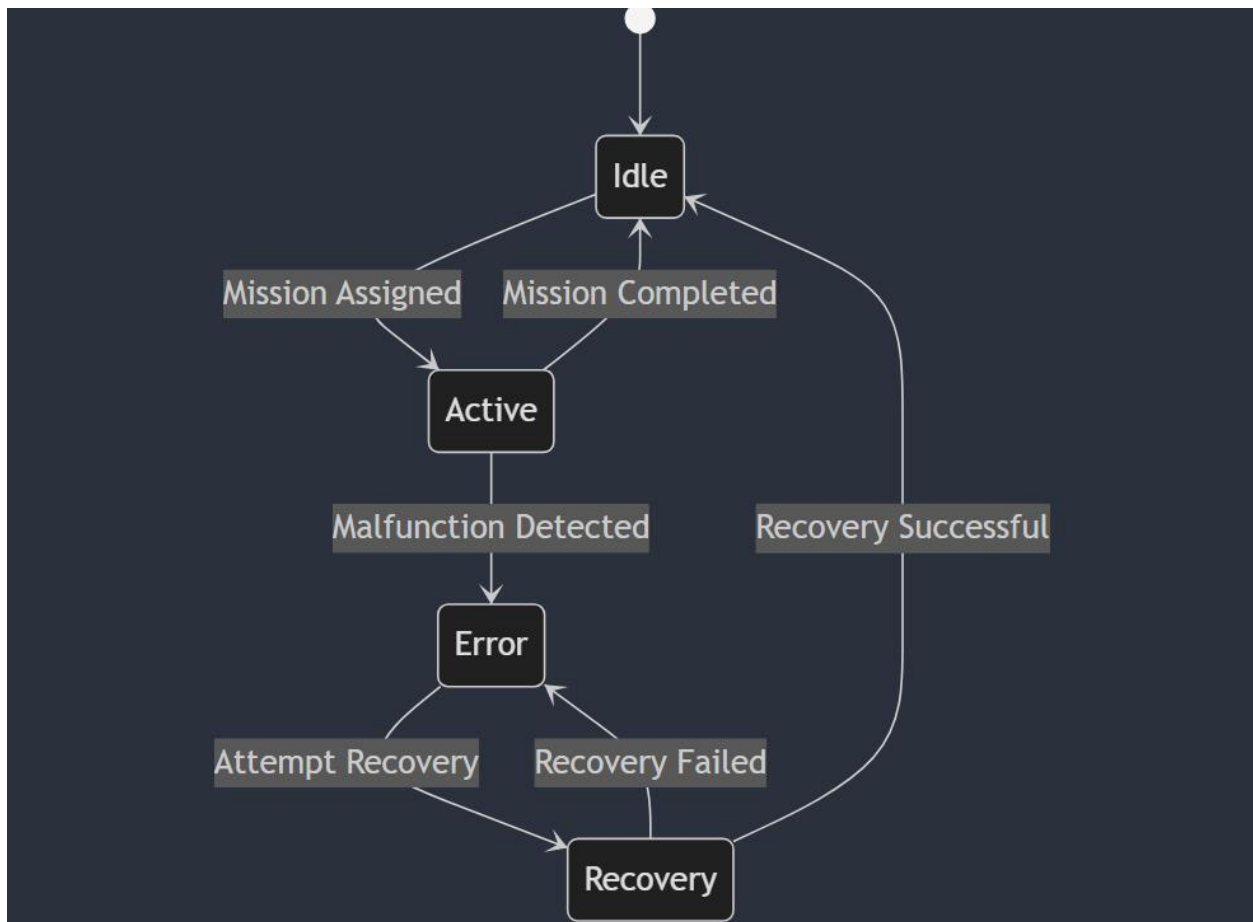 Idle
Mission Assigned
Mission Completed
Active
Malfunction Detected
Recovery Successful
Error
Attempt Recovery
Recovery Failed
Recovery